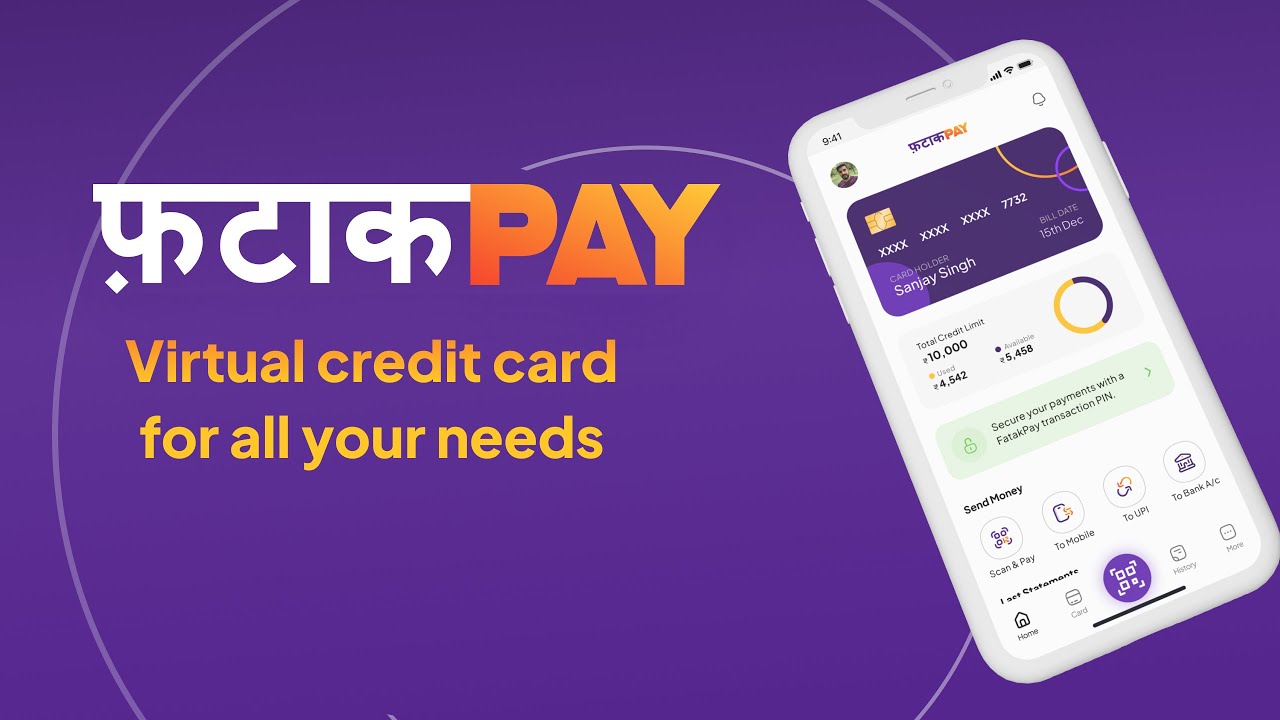 फ़टाकPAY
Virtual credit card
for all your needs
9:41
फ़टाकPAY
XXXX XXXX XXXX 7732
CARD HOLDER
Sanjay Singh
BILL DATE
15th Dec
Total Credit Limit
₹10,000
Used
₹4,542
Available
₹5,458
Secure your payments with a
FatakPay transaction PIN.
Send Money
Scan & Pay
To Mobile
To UPI
To Bank A/c
Last Statements
Home
Card
History
More